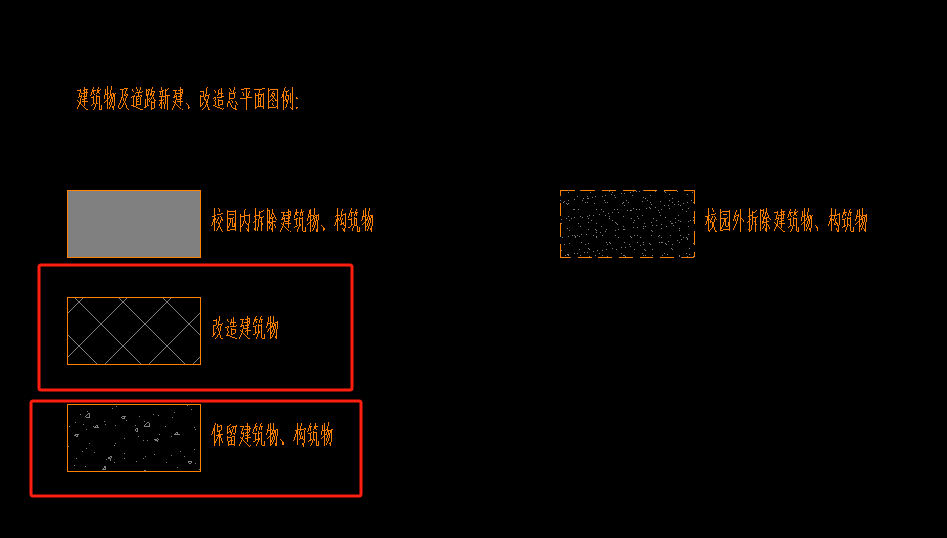 建筑物及道路新建、改造总平面图例:
校园内拆除建筑物、构筑物
校园外拆除建筑物、构筑物
改造建筑物
保留建筑物、构筑物